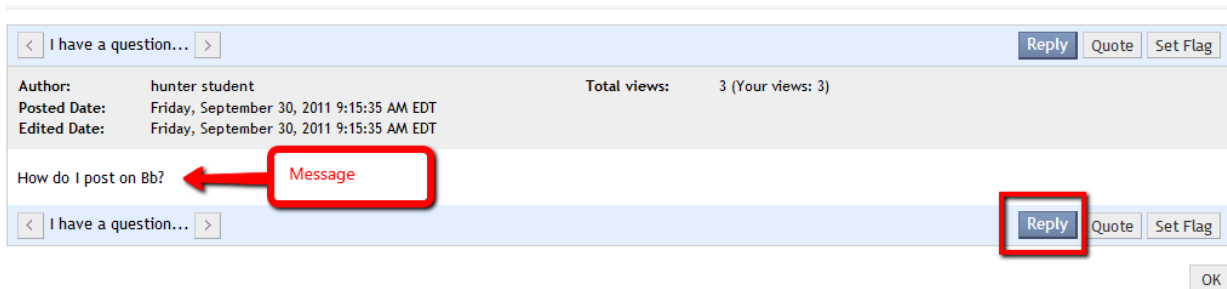 < I have a question... > Reply Quote Set Flag
Author: hunter student Total views: 3 (Your views: 3)
Posted Date: Friday, September 30, 2011 9:15:35 AM EDT
Edited Date: Friday, September 30, 2011 9:15:35 AM EDT
How do I post on Bb? Message
< I have a question... > Reply Quote Set Flag
OK